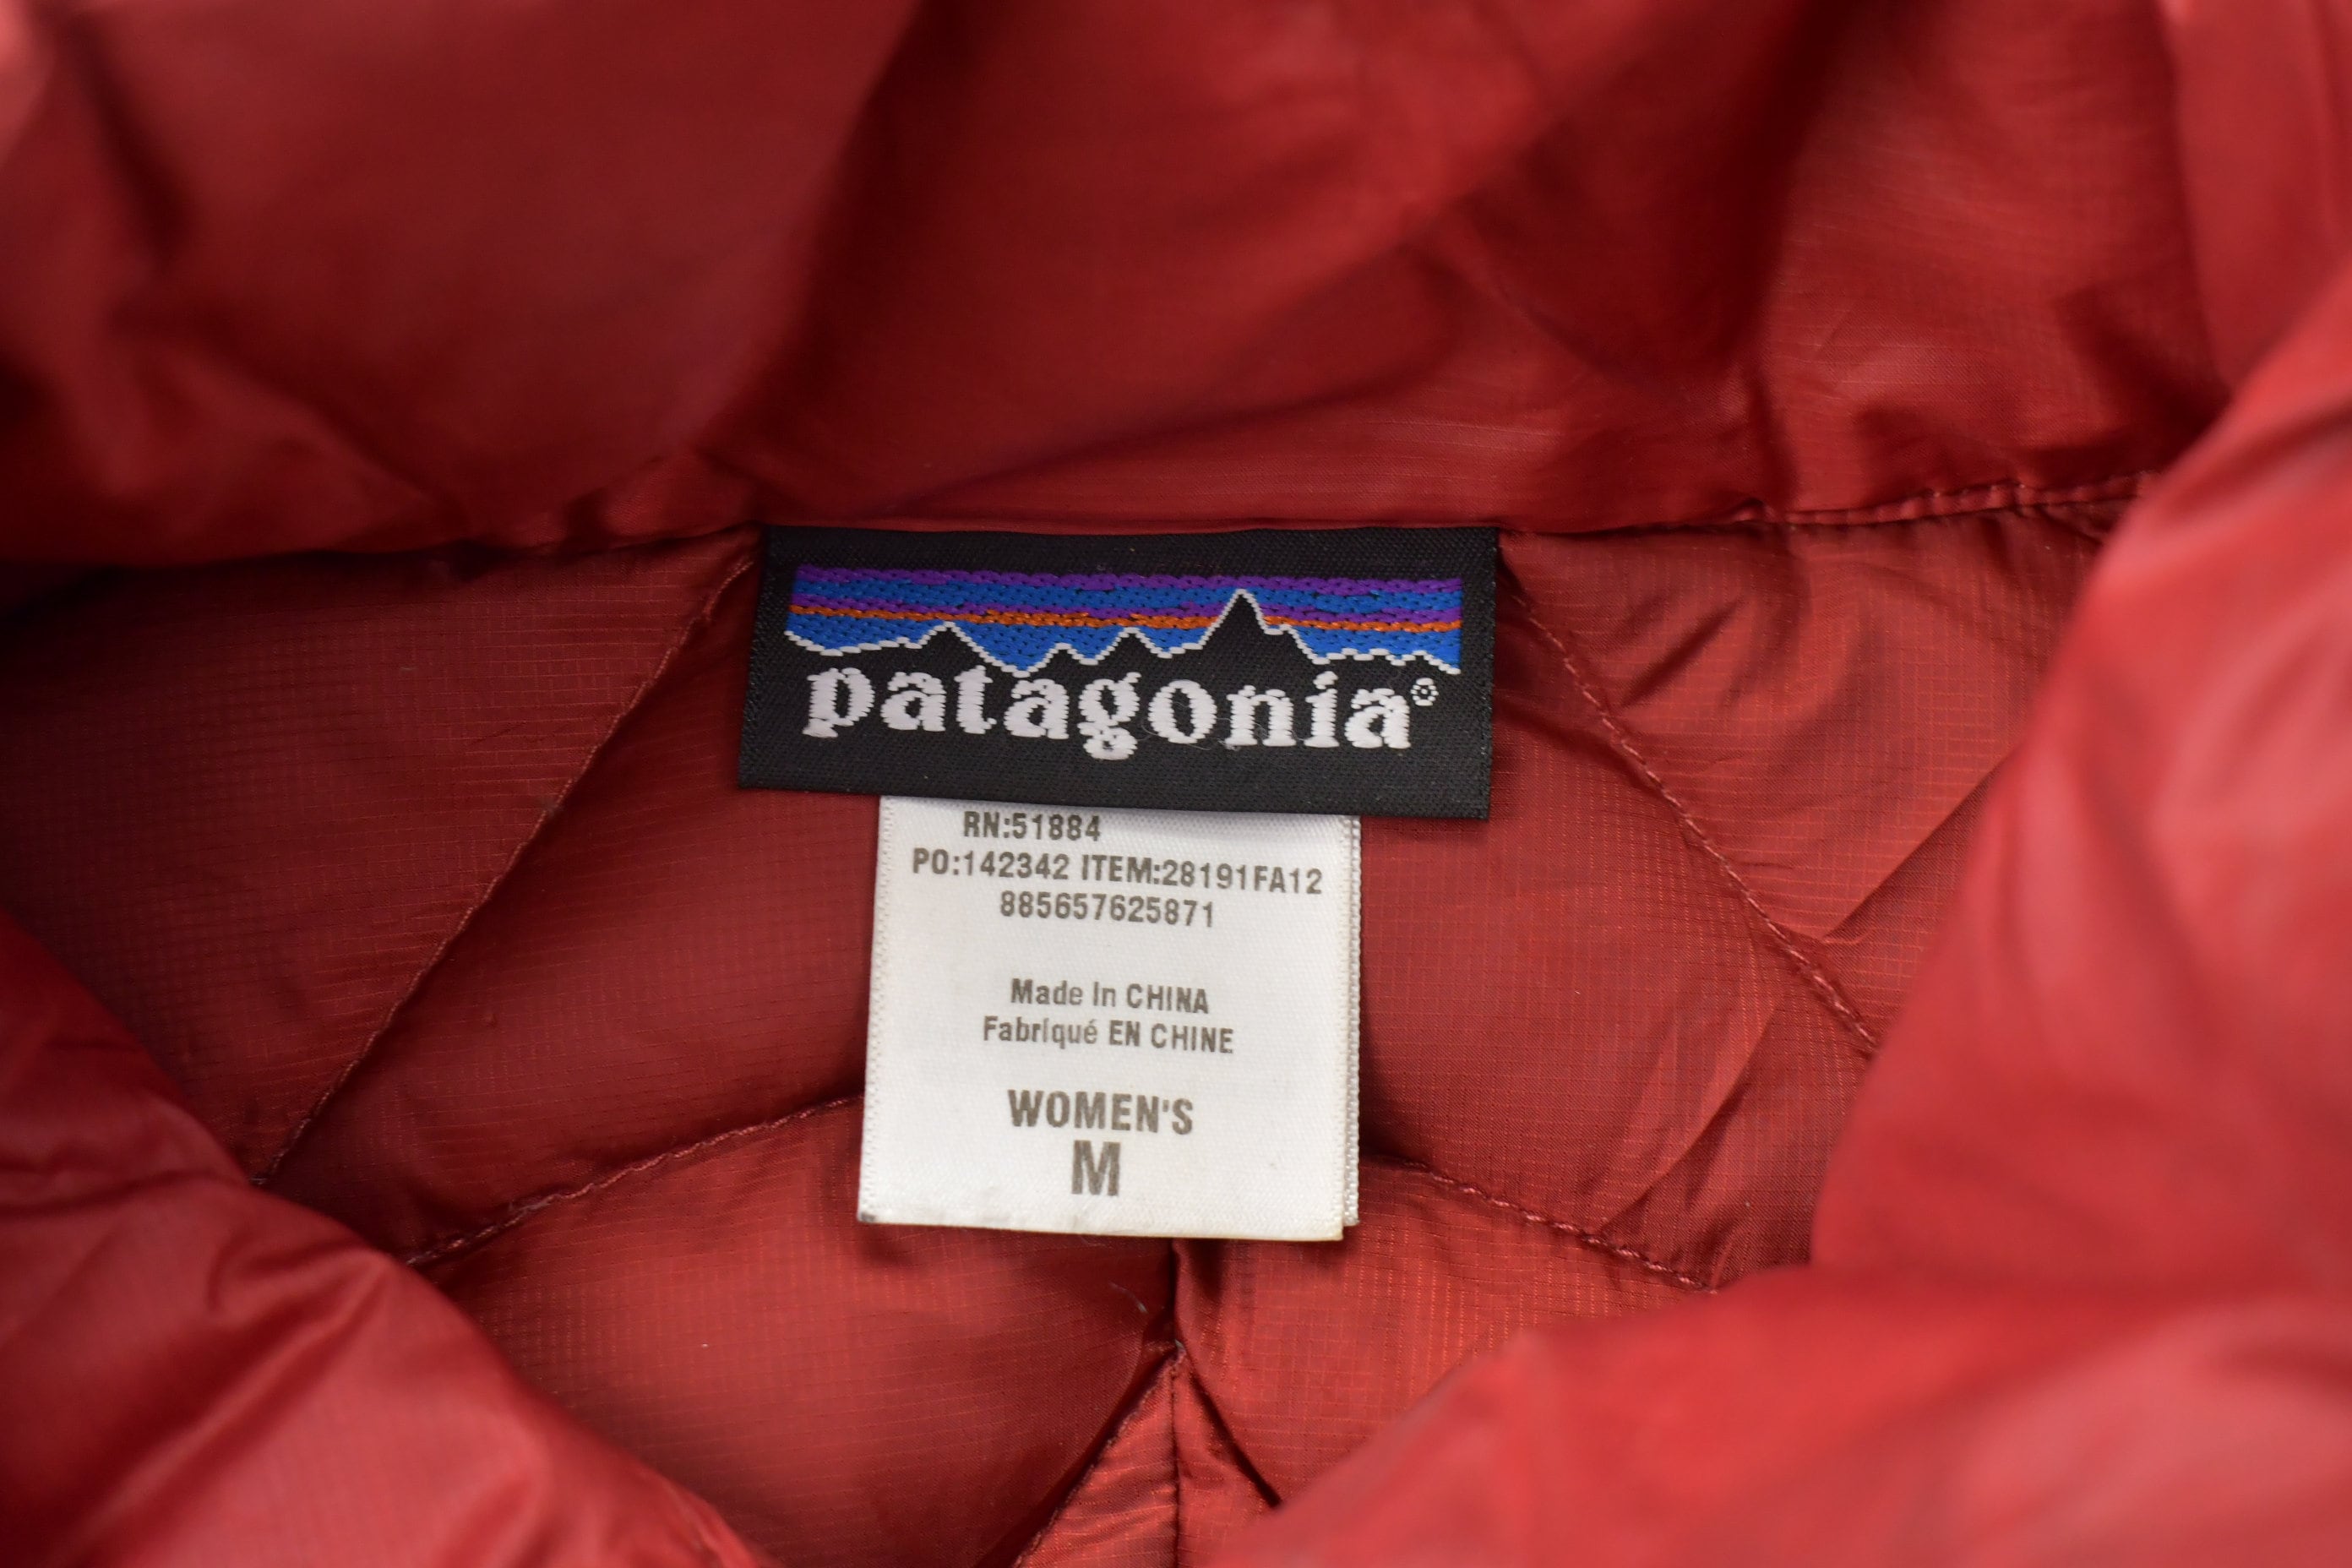 patagonia®
RN:51884
PO:142342 ITEM:28191FA12
885657625871
Made In CHINA
Fabriqué EN CHINE
WOMEN'S
M